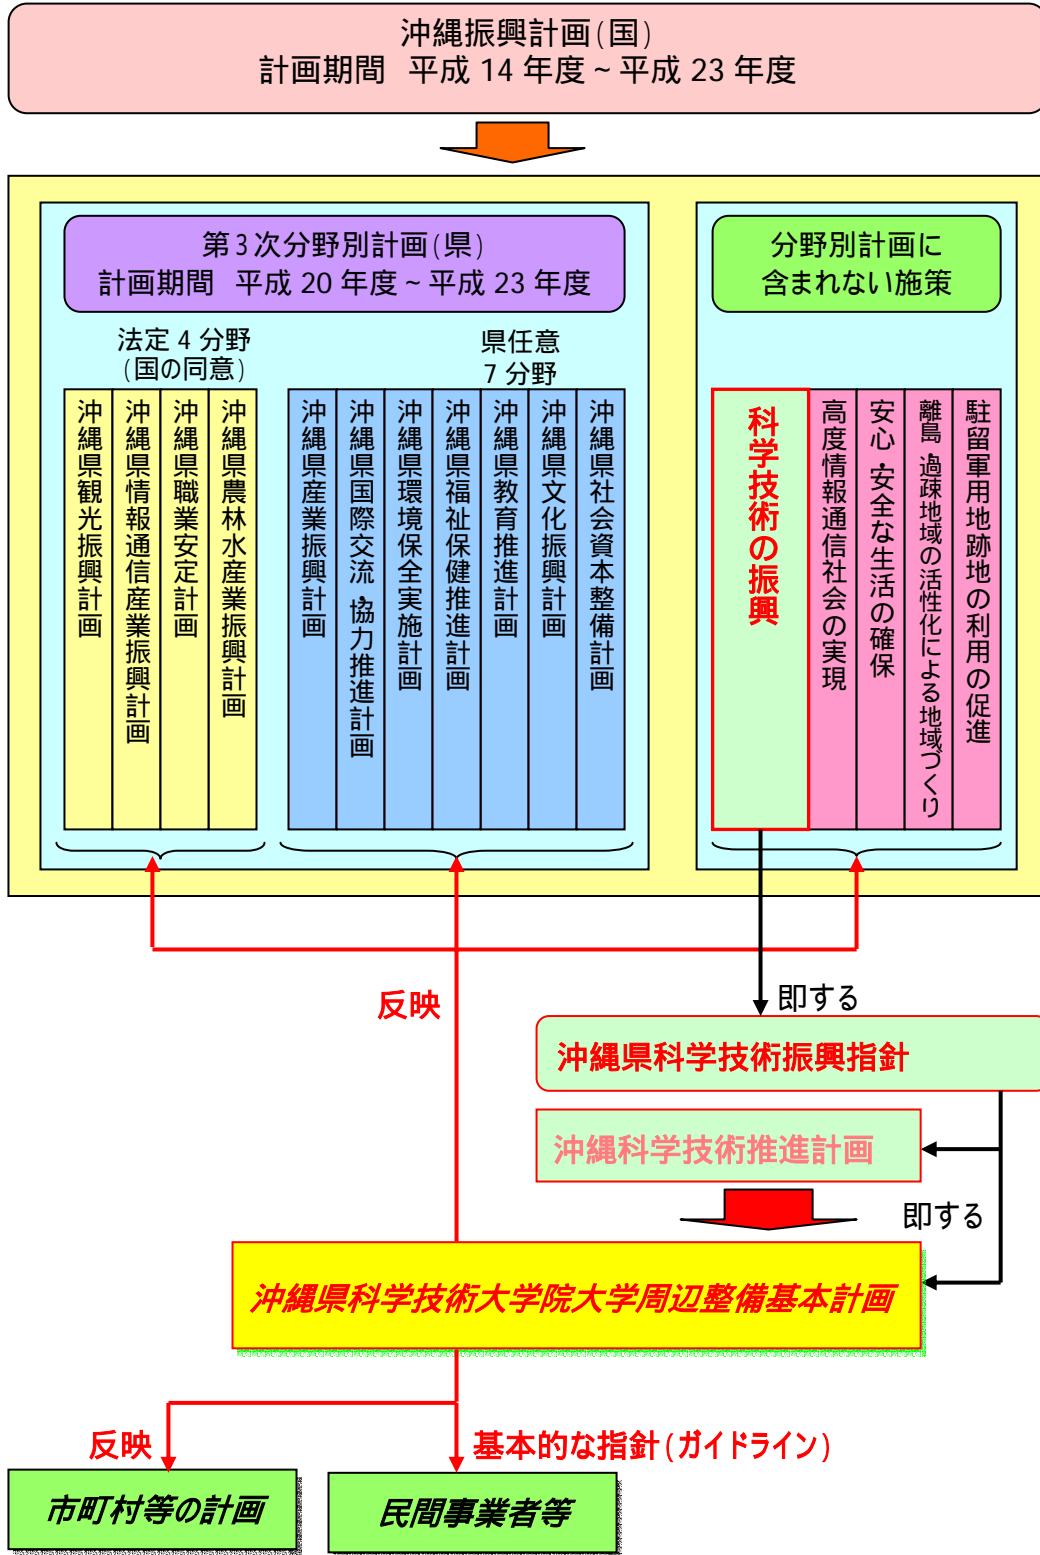 沖縄振興計画(国)
計画期間 平成 14 年度 ~ 平成 23 年度
第3次分野別計画(県)
計画期間 平成 20 年度 ~ 平成 23 年度
法定 4 分野
(国の同意)
県任意
7 分野
沖縄県観光振興計画
沖縄県情報通信産業振興計画
沖縄県職業安定計画
沖縄県農林水産業振興計画
沖縄県産業振興計画
沖縄県国際交流・協力推進計画
沖縄県環境保全実施計画
沖縄県福祉保健推進計画
沖縄県教育推進計画
沖縄県文化振興計画
沖縄県社会資本整備計画
分野別計画に
含まれない施策
科学技術の振興
高度情報通信社会の実現
安心・安全な生活の確保
離島・過疎地域の活性化による地域づくり
駐留軍用地跡地の利用の促進
反映
即する
沖縄県科学技術振興指針
沖縄科学技術推進計画
即する
沖縄県科学技術大学院大学周辺整備基本計画
反映
基本的な指針(ガイドライン)
市町村等の計画
民間事業者等